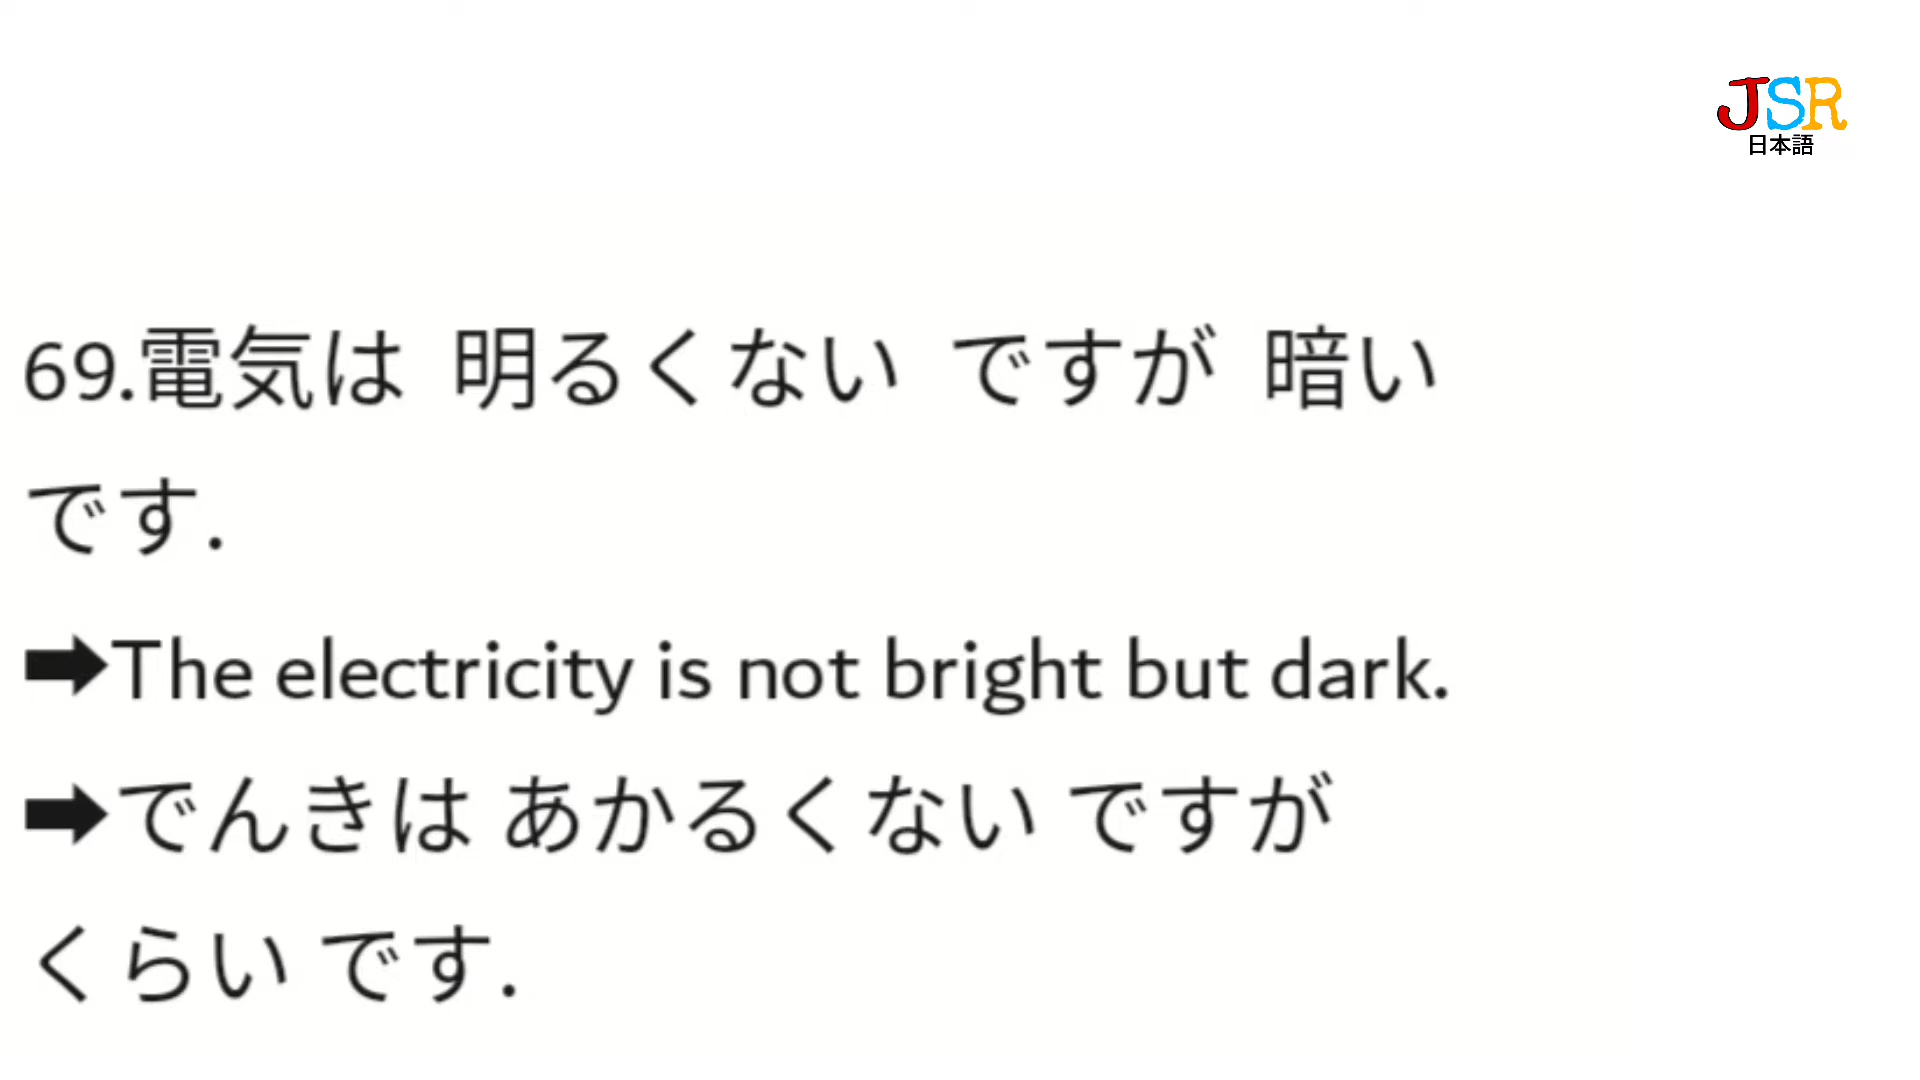 JSR
日本語
69.電気は 明るくない ですが 暗い
です.
➡The electricity is not bright but dark.
➡でんきは あかるくない ですが
くらい です.